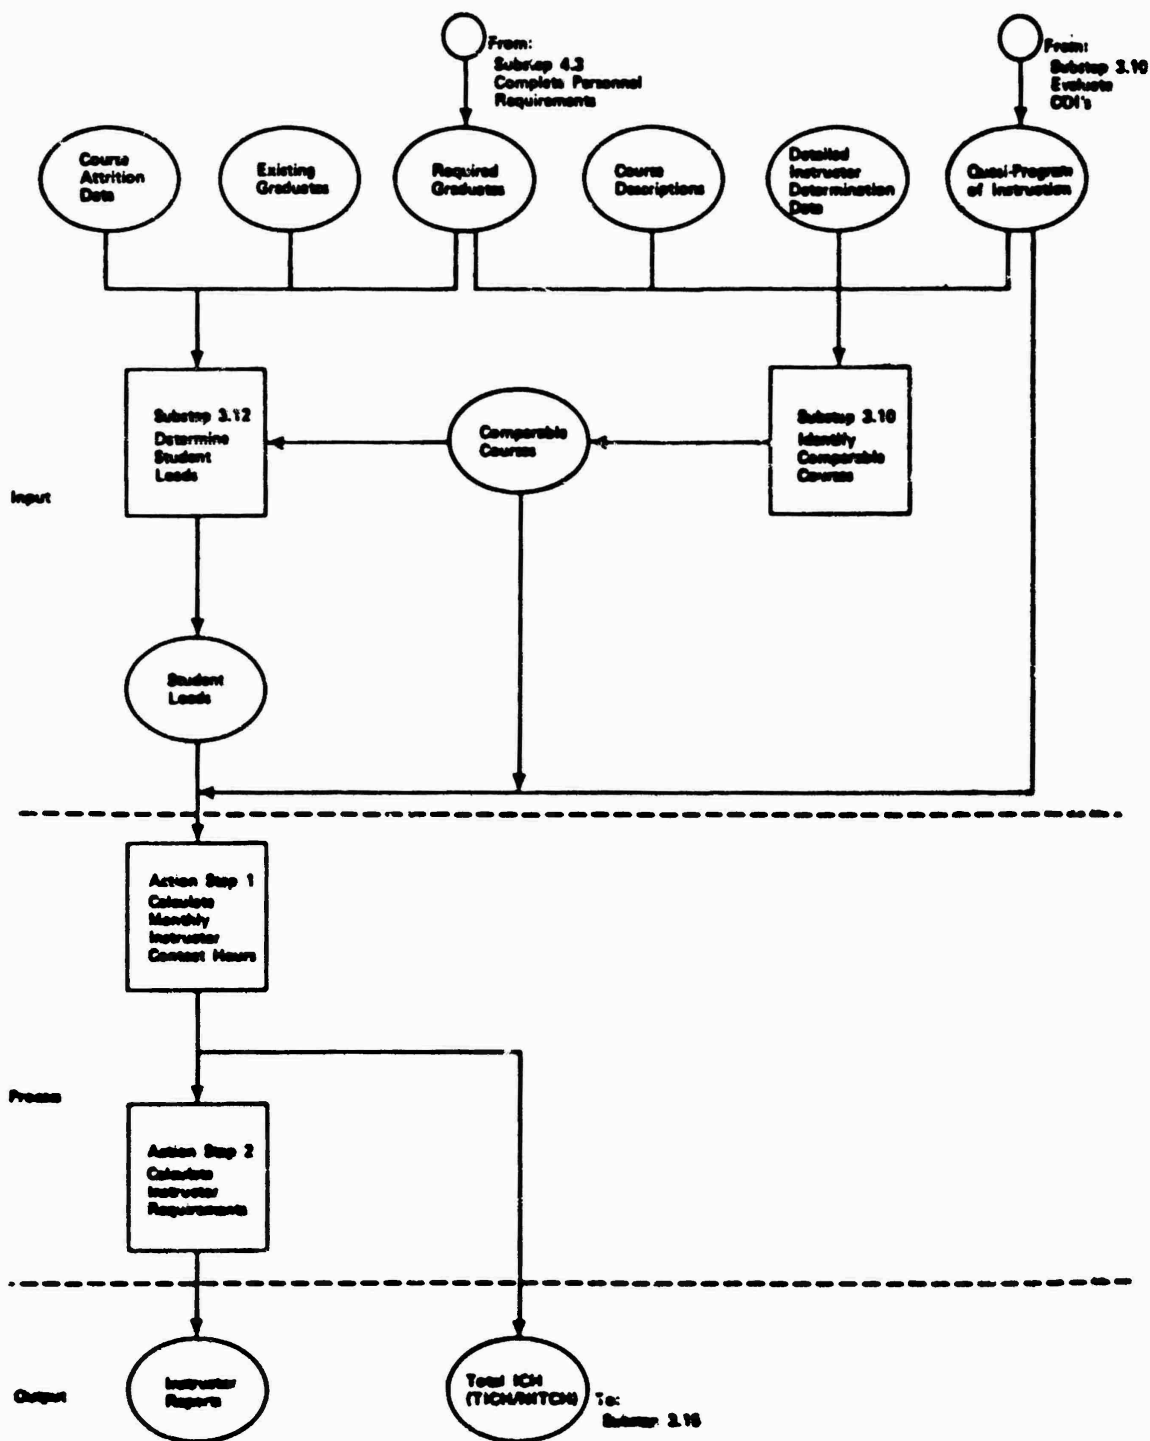 From:
Substep 4.3
Complete Personnel
Requirements
From:
Substep 3.10
Evaluate
CDI's
Course
Attrition
Data
Existing
Graduates
Required
Graduates
Course
Descriptions
Detailed
Instructor
Determination
Data
Quasi-Program
of Instruction
Substep 3.12
Determine
Student
Loads
Comparable
Courses
Substep 3.10
Identify
Comparable
Courses
Input
Student
Loads
Action Step 1
Calculate
Monthly
Instructor
Contact Hours
Process
Action Step 2
Calculate
Instructor
Requirements
Output
Instructor
Reports
Total ICH
To:
Substep